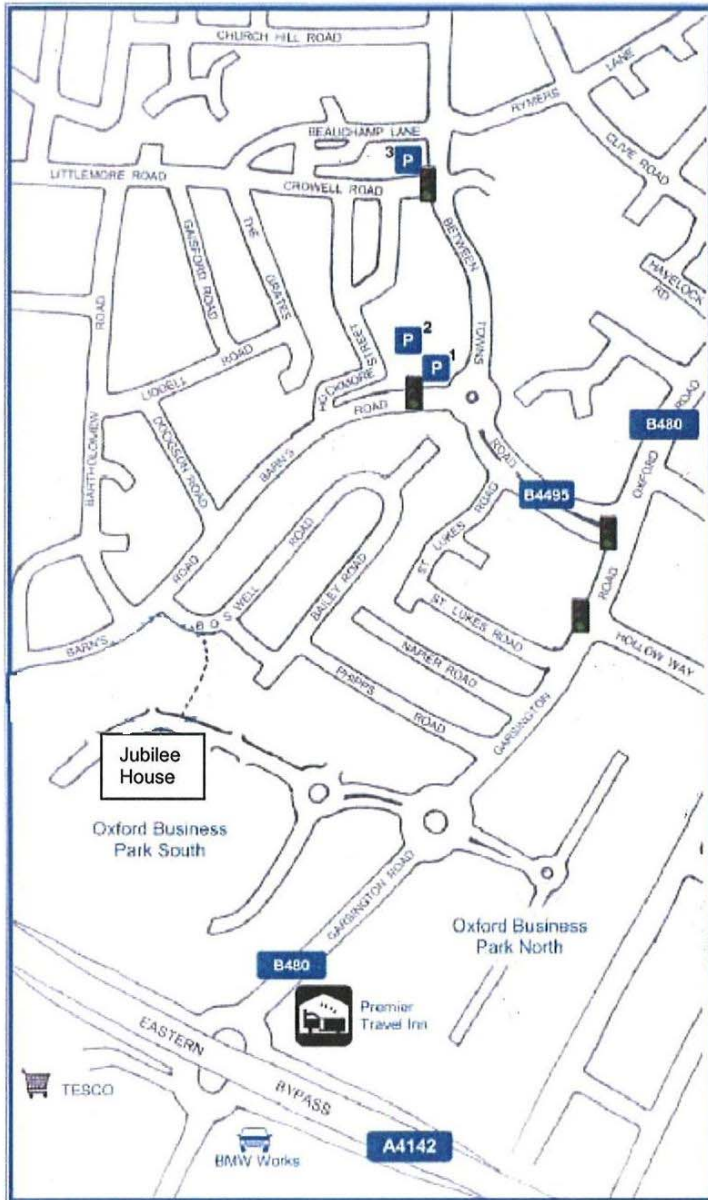 CHURCH HILL ROAD
RYMERS
LANE
BEAUCHAMP LANE
CLIVE ROAD
3
P
LITTLEMORE ROAD
CROWELL ROAD
BETWEEN
TOWNS
ROAD
GAISFORD
ROAD
THE
GRATES
HAVELOCK
RD
BARTHOLOMEW
ROAD
P
2
P
1
LIDDELL
ROAD
HOCKMORE
STREET
BARN'S
ROAD
B480
OXFORD
ROAD
B4495
ROAD
ST. LUKES
ROAD
BOSWELL
ROAD
BAILEY ROAD
BARN'S
ROAD
ST. LUKES ROAD
NAPIER ROAD
PHIPPS
ROAD
HOLLOW WAY
GARSINGTON
Jubilee
House
Oxford Business
Park South
GARSINGTON ROAD
Oxford Business
Park North
B480
Premier
Travel Inn
EASTERN
BYPASS
TESCO
A4142
BMW Works